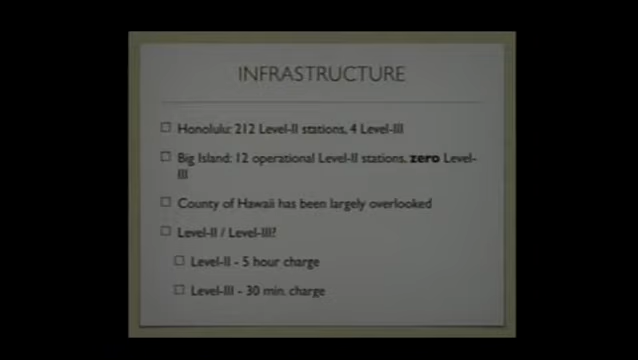 INFRASTRUCTURE
Honolulu: 212 Level-II stations, 4 Level-III
Big Island: 12 operational Level-II stations, zero Level-
III
County of Hawaii has been largely overlooked
Level-II / Level-III?
Level-II - 5 hour charge
Level-III - 30 min. charge